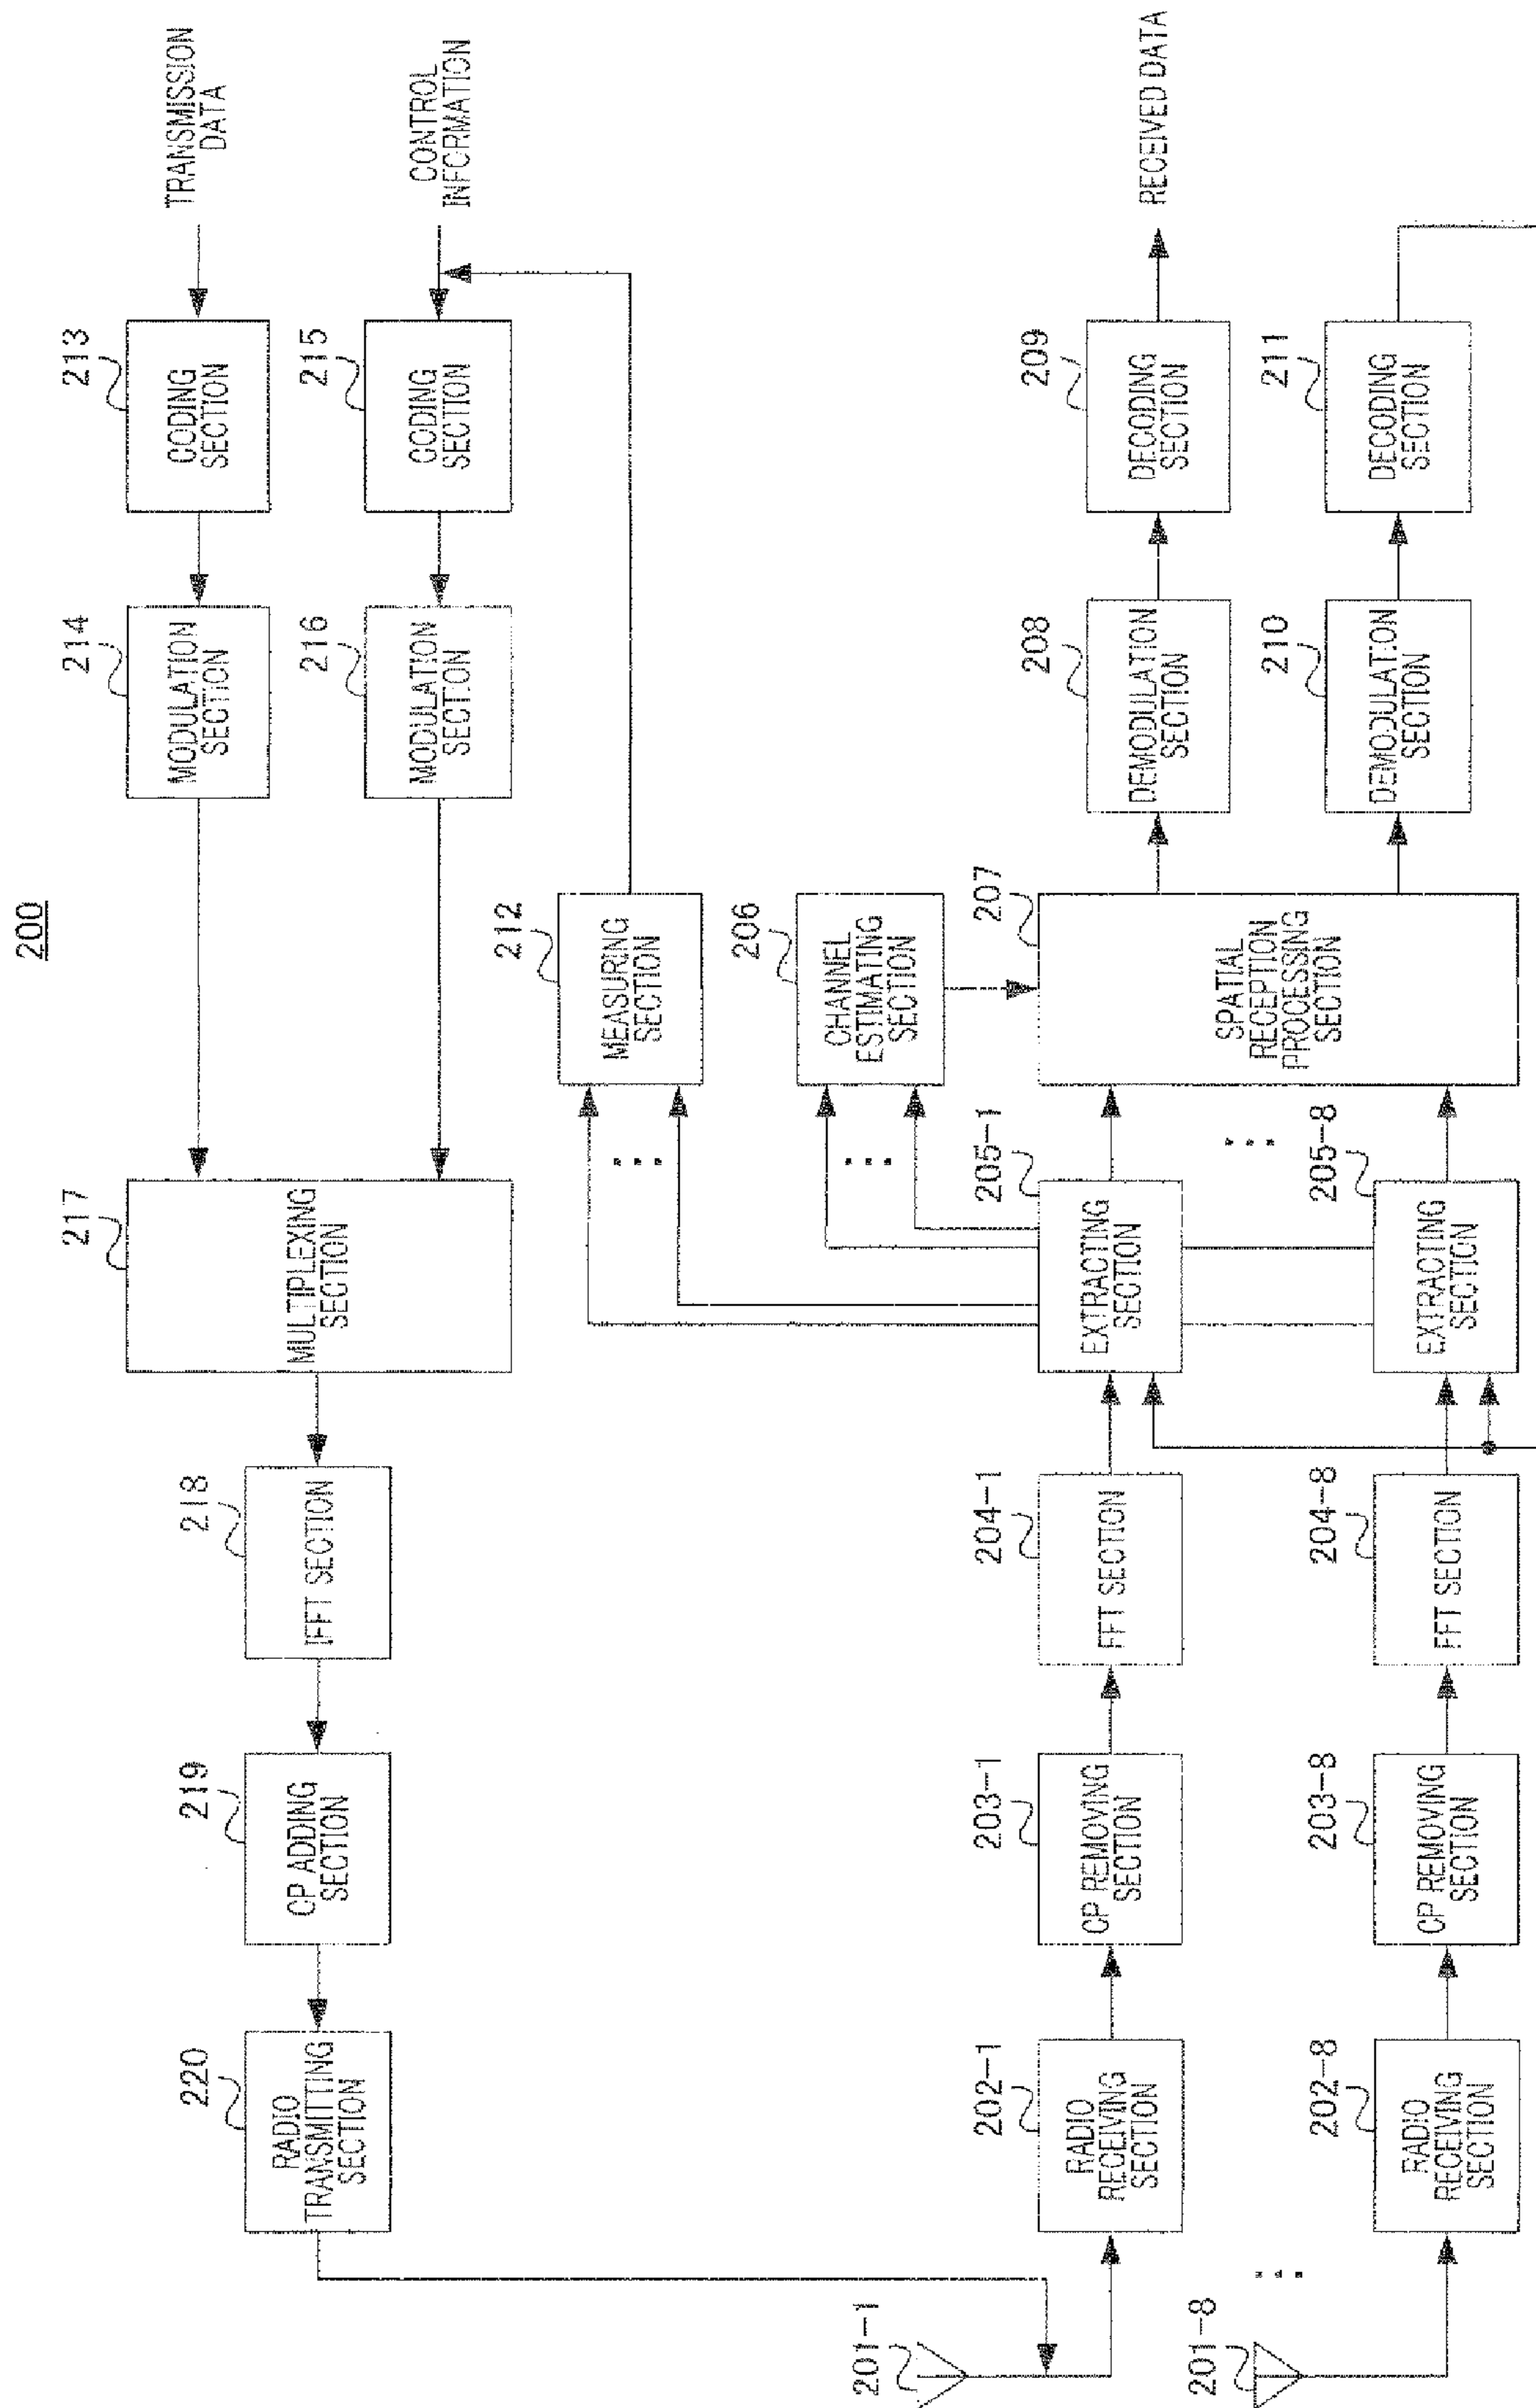 200
TRANSMISSION
DATA
213
CODING
SECTION
214
MODULATION
SECTION
217
MULTIPLEXING
SECTION
218
IFFT SECTION
219
CP ADDING
SECTION
220
RADIO
TRANSMITTING
SECTION
CONTROL
INFORMATION
215
CODING
SECTION
216
MODULATION
SECTION
212
MEASURING
SECTION
206
CHANNEL
ESTIMATING
SECTION
201-1
202-1
RADIO
RECEIVING
SECTION
203-1
CP REMOVING
SECTION
204-1
FFT SECTION
205-1
EXTRACTING
SECTION
207
SPATIAL
RECEPTION
PROCESSING
SECTION
208
DEMODULATION
SECTION
209
DECODING
SECTION
RECEIVED DATA
201-8
202-8
RADIO
RECEIVING
SECTION
203-8
CP REMOVING
SECTION
204-8
FFT SECTION
205-8
EXTRACTING
SECTION
210
DEMODULATION
SECTION
211
DECODING
SECTION